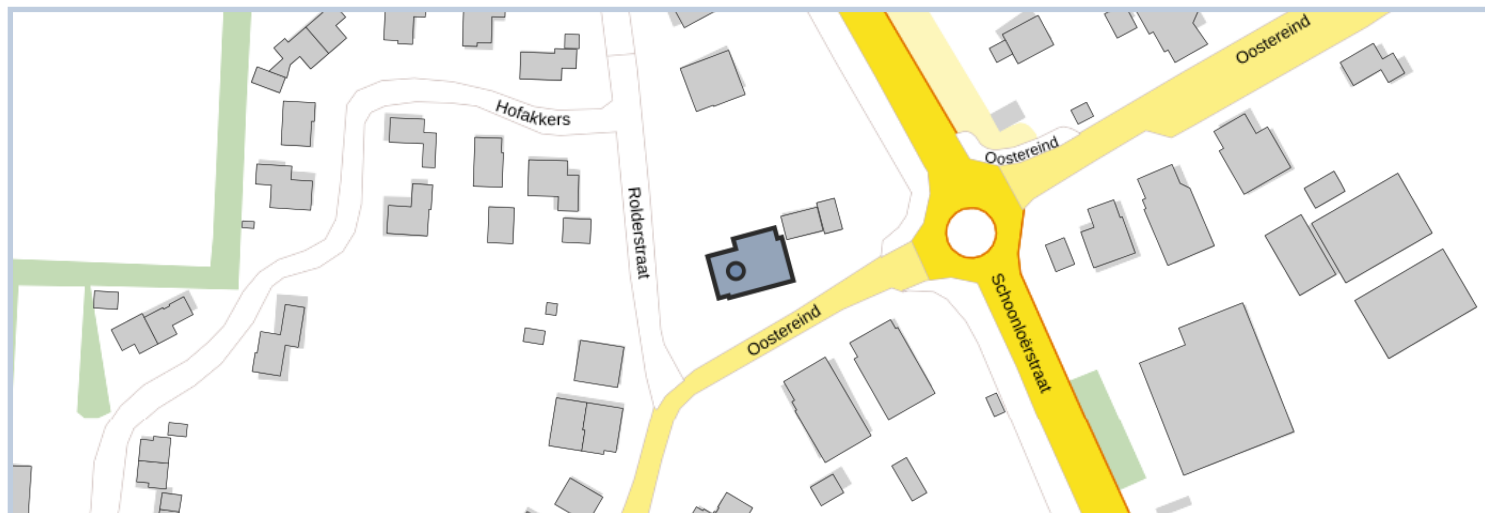 Oostereind
Hofakkers
Oostereind
Rolderstraat
Schoonloërstraat
Oostereind